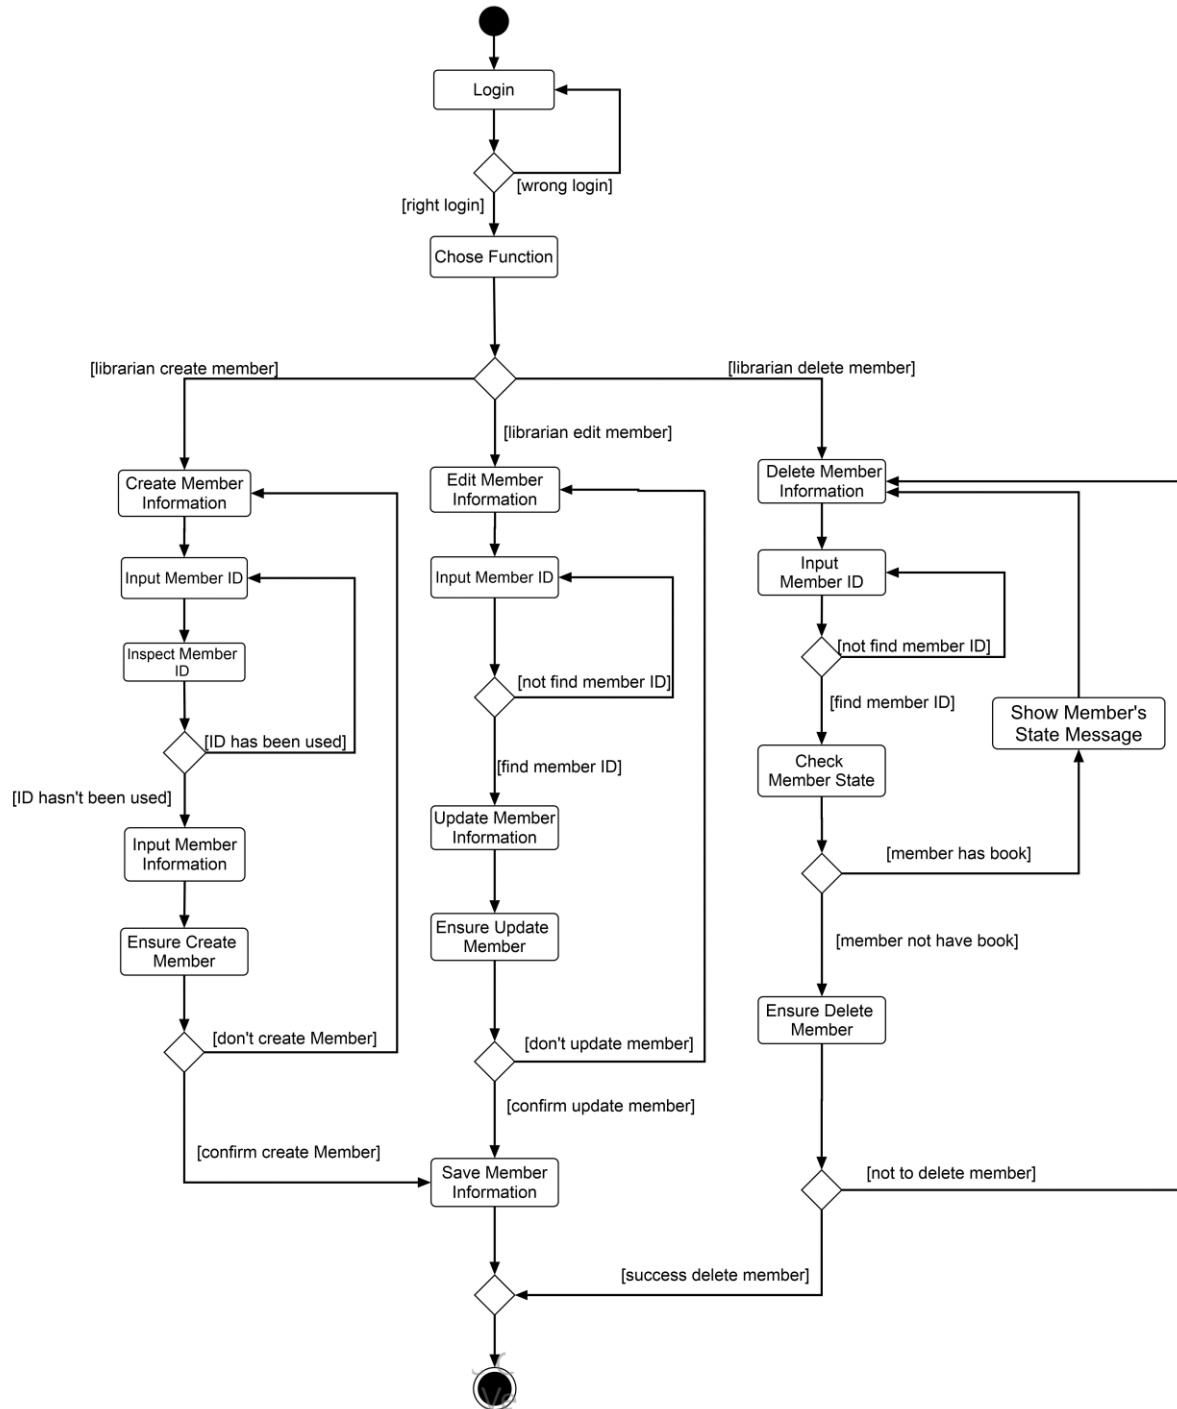 Login
[wrong login]
[right login]
Chose Function
[librarian create member]
[librarian delete member]
[librarian edit member]
Create Member
Information
Edit Member
Information
Delete Member
Information
Input Member ID
Input Member ID
Input
Member ID
Inspect Member
ID
[not find member ID]
[not find member ID]
[find member ID]
Show Member's
State Message
[ID has been used]
[find member ID]
Check
Member State
[ID hasn't been used]
Input Member
Information
Update Member
Information
[member has book]
Ensure Create
Member
Ensure Update
Member
[member not have book]
Ensure Delete
Member
[don't create Member]
[don't update member]
[confirm update member]
[confirm create Member]
Save Member
Information
[not to delete member]
[success delete member]